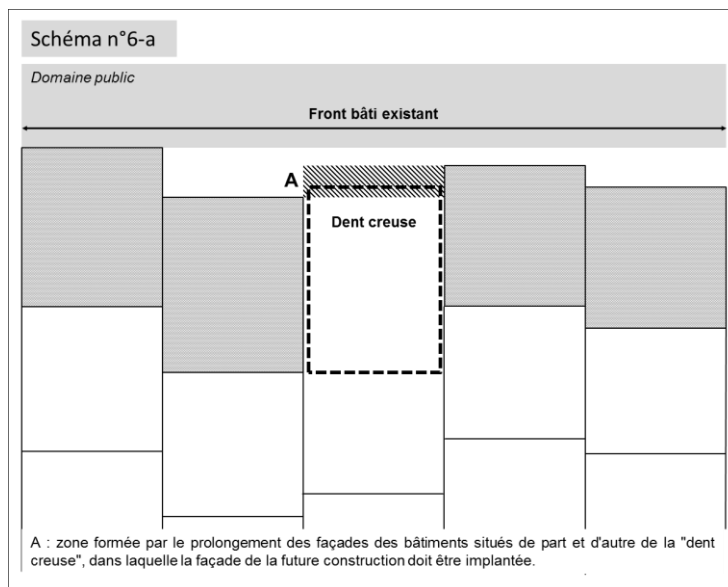 Schéma n°6-a
Domaine public
Front bâti existant
A
Dent creuse
A : zone formée par le prolongement des façades des bâtiments situés de part et d'autre de la "dent
creuse", dans laquelle la façade de la future construction doit être implantée.